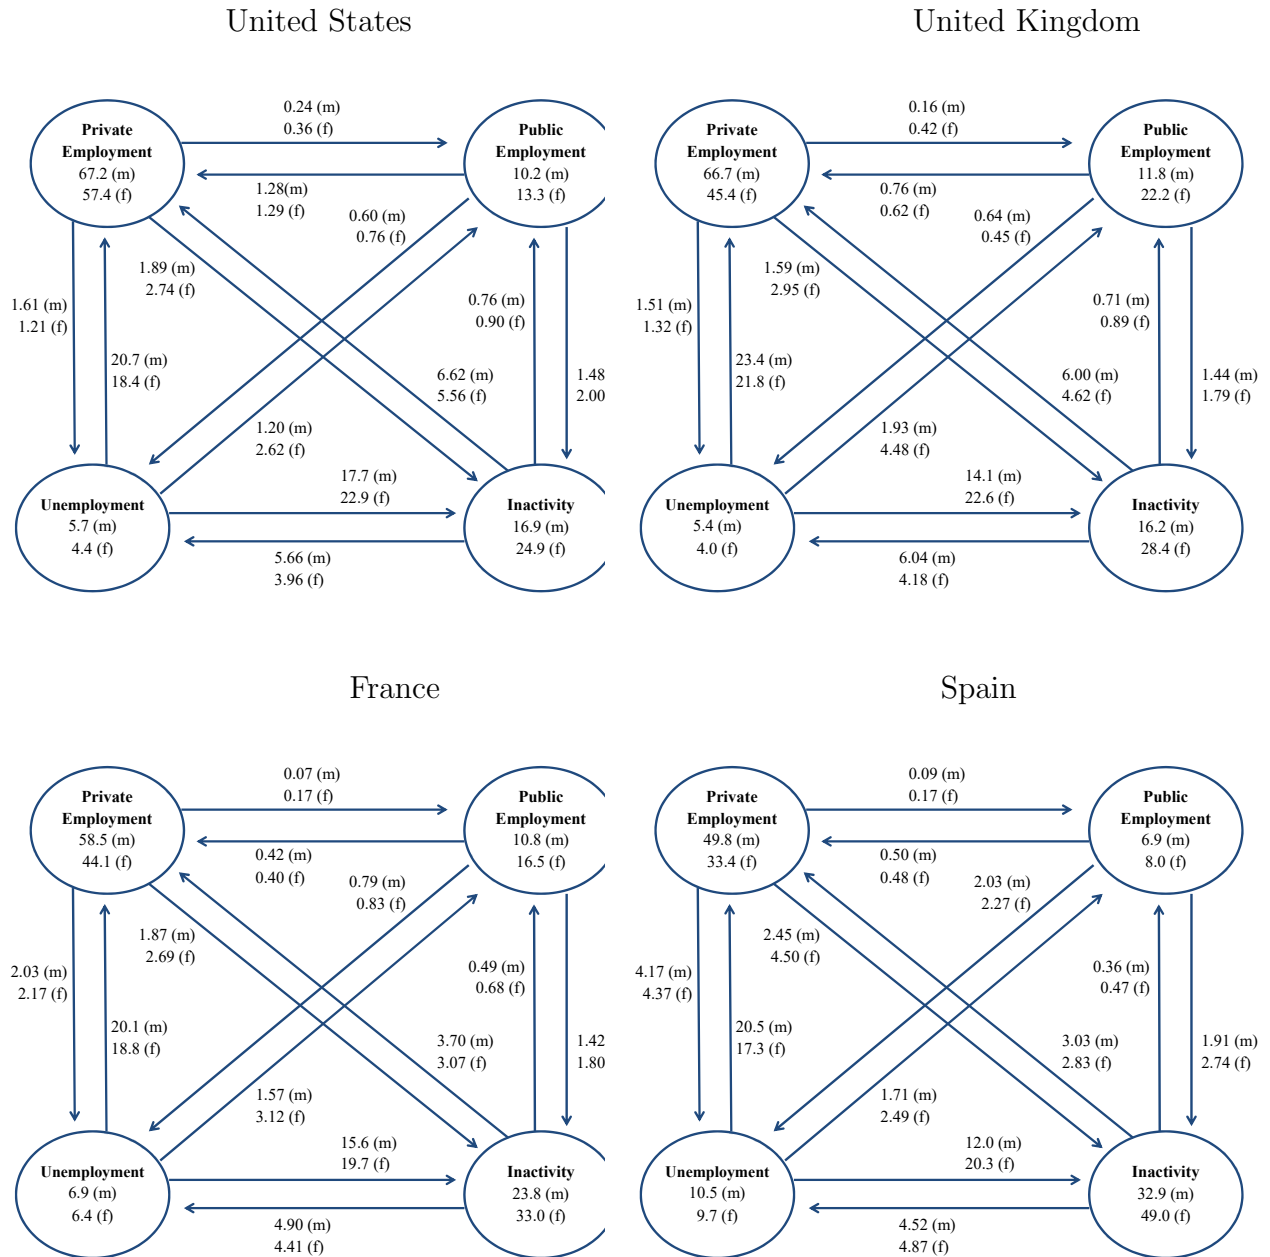 United States
United Kingdom
0.24 (m)
0.36 (f)
Private
Employment
67.2 (m)
57.4 (f)
Public
Employment
10.2 (m)
13.3 (f)
1.28(m)
1.29 (f)
0.60 (m)
0.76 (f)
1.89 (m)
2.74 (f)
1.61 (m)
1.21 (f)
0.76 (m)
0.90 (f)
20.7 (m)
18.4 (f)
6.62 (m)
5.56 (f)
1.48
2.00
1.20 (m)
2.62 (f)
17.7 (m)
22.9 (f)
Unemployment
5.7 (m)
4.4 (f)
Inactivity
16.9 (m)
24.9 (f)
5.66 (m)
3.96 (f)
0.16 (m)
0.42 (f)
Private
Employment
66.7 (m)
45.4 (f)
Public
Employment
11.8 (m)
22.2 (f)
0.76 (m)
0.62 (f)
0.64 (m)
0.45 (f)
1.59 (m)
2.95 (f)
1.51 (m)
1.32 (f)
0.71 (m)
0.89 (f)
23.4 (m)
21.8 (f)
6.00 (m)
4.62 (f)
1.44 (m)
1.79 (f)
1.93 (m)
4.48 (f)
14.1 (m)
22.6 (f)
Unemployment
5.4 (m)
4.0 (f)
Inactivity
16.2 (m)
28.4 (f)
6.04 (m)
4.18 (f)
France
Spain
0.07 (m)
0.17 (f)
Private
Employment
58.5 (m)
44.1 (f)
Public
Employment
10.8 (m)
16.5 (f)
0.42 (m)
0.40 (f)
0.79 (m)
0.83 (f)
1.87 (m)
2.69 (f)
2.03 (m)
2.17 (f)
0.49 (m)
0.68 (f)
20.1 (m)
18.8 (f)
3.70 (m)
3.07 (f)
1.42
1.80
1.57 (m)
3.12 (f)
15.6 (m)
19.7 (f)
Unemployment
6.9 (m)
6.4 (f)
Inactivity
23.8 (m)
33.0 (f)
4.90 (m)
4.41 (f)
0.09 (m)
0.17 (f)
Private
Employment
49.8 (m)
33.4 (f)
Public
Employment
6.9 (m)
8.0 (f)
0.50 (m)
0.48 (f)
2.03 (m)
2.27 (f)
2.45 (m)
4.50 (f)
4.17 (m)
4.37 (f)
0.36 (m)
0.47 (f)
20.5 (m)
17.3 (f)
3.03 (m)
2.83 (f)
1.91 (m)
2.74 (f)
1.71 (m)
2.49 (f)
12.0 (m)
20.3 (f)
Unemployment
10.5 (m)
9.7 (f)
Inactivity
32.9 (m)
49.0 (f)
4.52 (m)
4.87 (f)